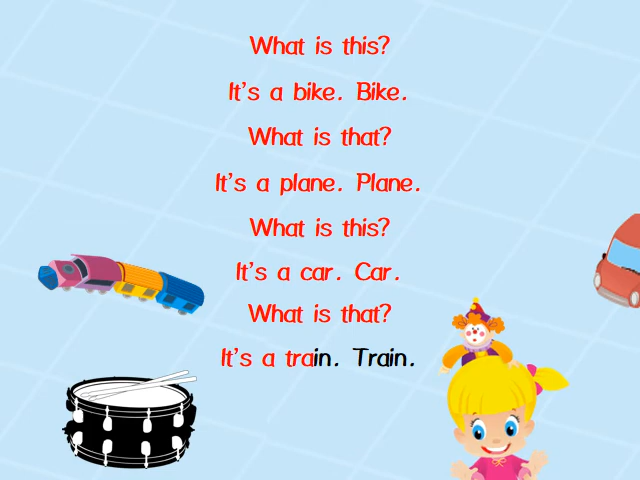 What is this?
It's a bike. Bike.
What is that?
It's a plane. Plane.
What is this?
It's a car. Car.
What is that?
It's a train. Train.